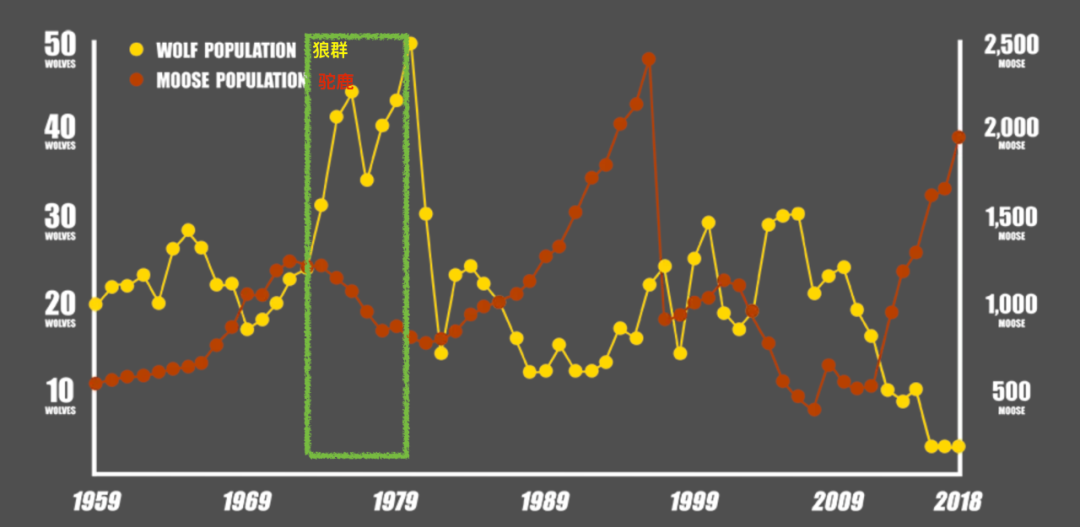 50
WOLVES
WOLF POPULATION 狼群
2,500
MOOSE
MOOSE POPULATION 驼鹿
40
WOLVES
2,000
MOOSE
30
WOLVES
1,500
MOOSE
20
WOLVES
1,000
MOOSE
10
WOLVES
500
MOOSE
1959 1969 1979 1989 1999 2009 2018